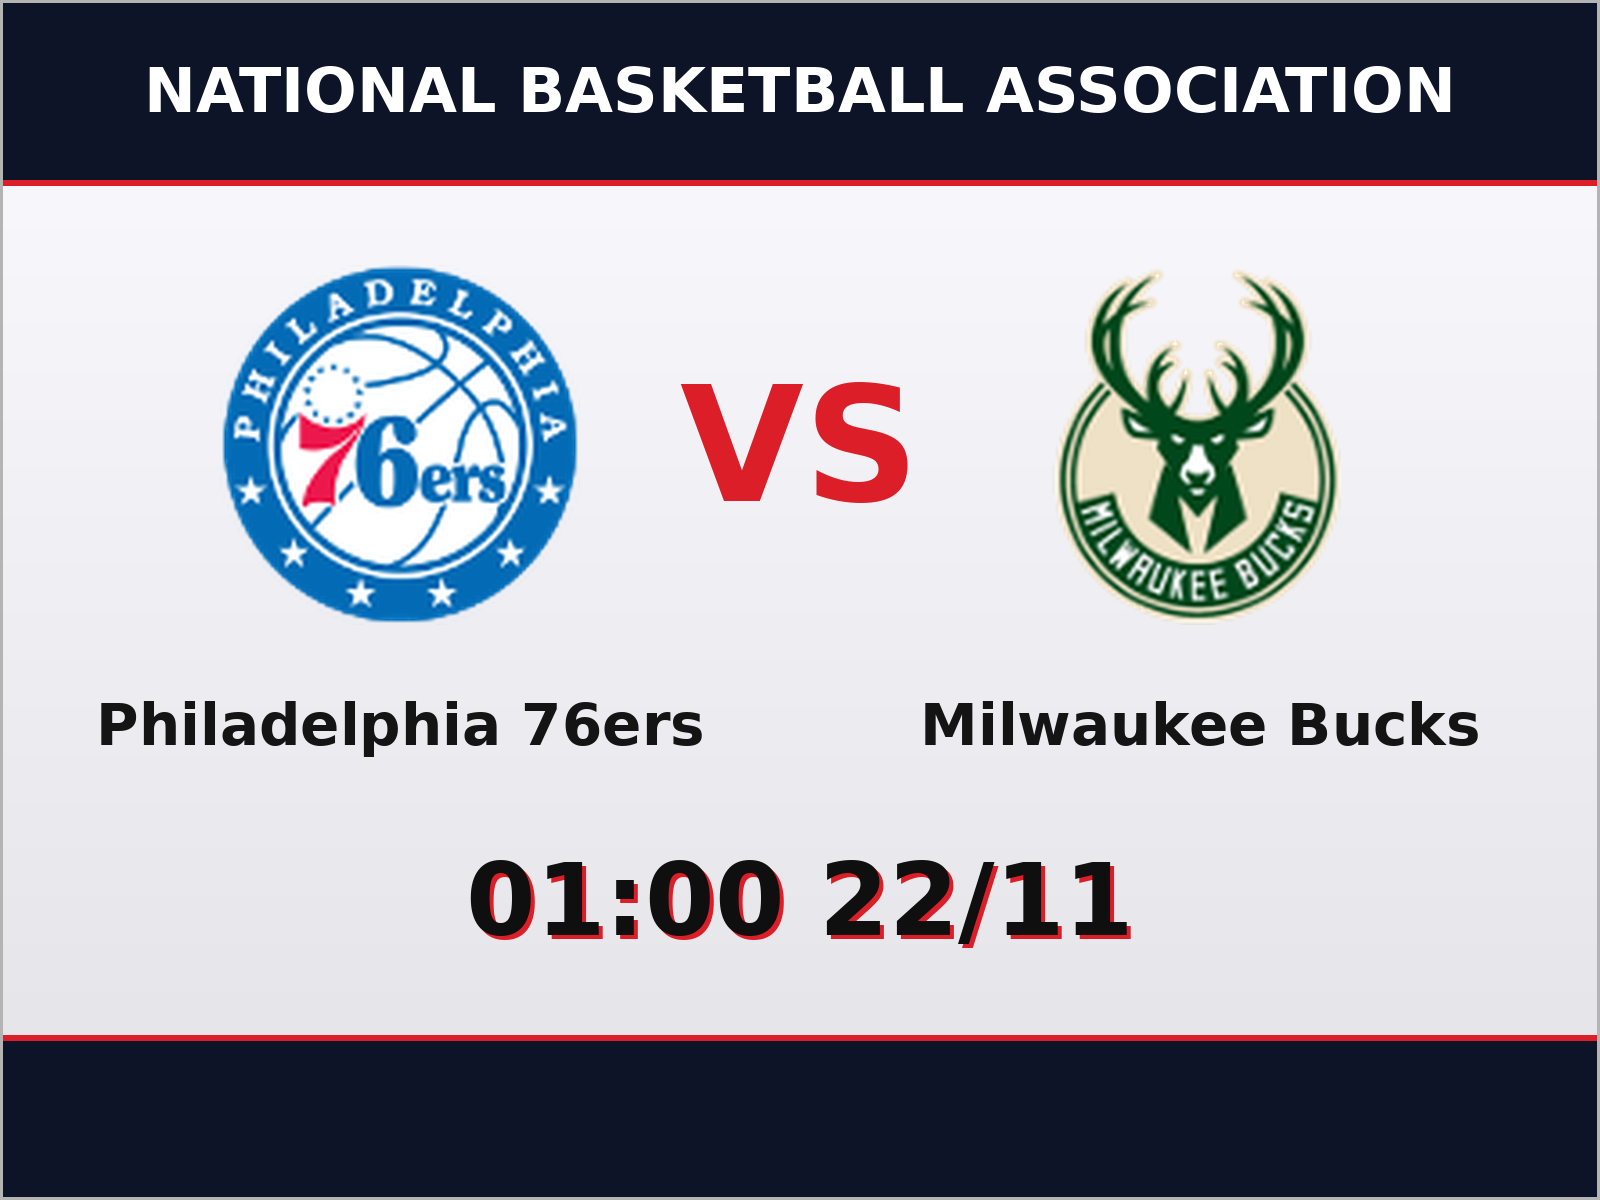 NATIONAL BASKETBALL ASSOCIATION
PHILADELPHIA
76ers
VS
MILWAUKEE BUCKS
Philadelphia 76ers
Milwaukee Bucks
01:00 22/11